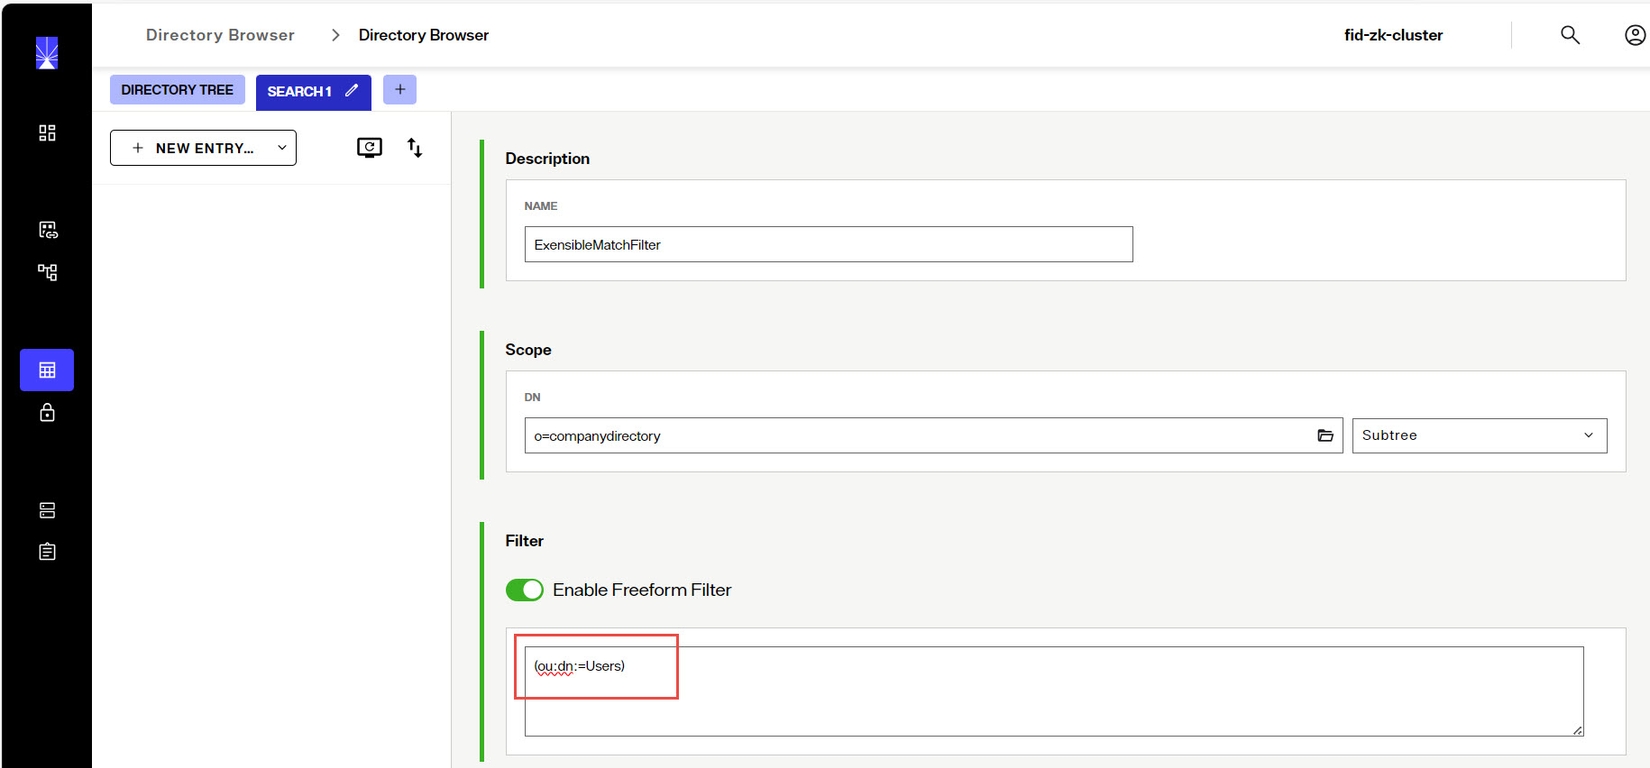 Directory Browser > Directory Browser
fid-zk-cluster
DIRECTORY TREE
SEARCH 1
+
+ NEW ENTRY...
Description
NAME
ExensibleMatchFilter
Scope
DN
o=companydirectory
Subtree
Filter
Enable Freeform Filter
(ou:dn:=Users)